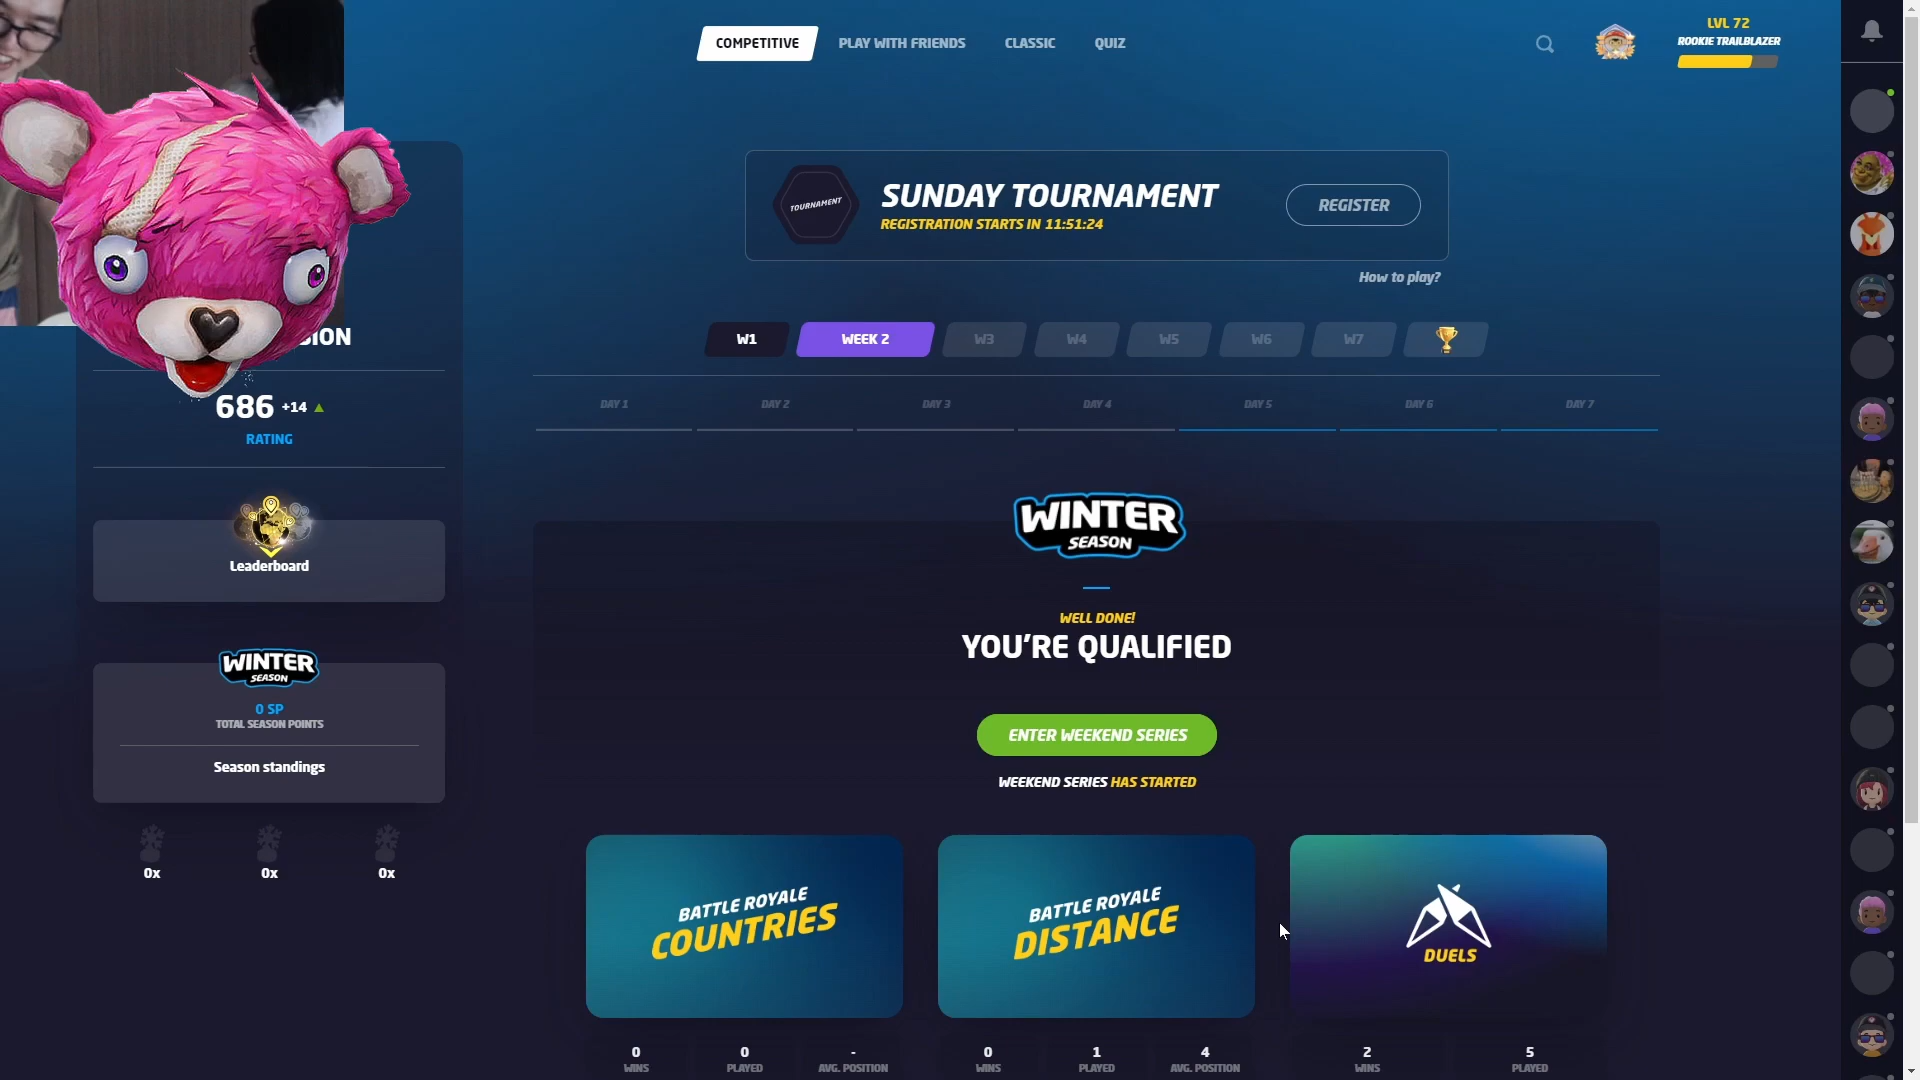 COMPETITIVE
PLAY WITH FRIENDS
CLASSIC
QUIZ
LVL 72
ROOKIE TRAILBLAZER
TOURNAMENT
SUNDAY TOURNAMENT
REGISTRATION STARTS IN 11:51:24
REGISTER
How to play?
W1
WEEK 2
W3
W4
W5
W6
W7
DAY 1
DAY 2
DAY 3
DAY 4
DAY 5
DAY 6
DAY 7
686 +14
RATING
Leaderboard
WINTER
SEASON
0 SP
TOTAL SEASON POINTS
Season standings
0x
0x
0x
WINTER
SEASON
WELL DONE!
YOU'RE QUALIFIED
ENTER WEEKEND SERIES
WEEKEND SERIES HAS STARTED
BATTLE ROYALE
COUNTRIES
0
WINS
0
PLAYED
-
AVG. POSITION
BATTLE ROYALE
DISTANCE
0
WINS
1
PLAYED
4
AVG. POSITION
DUELS
2
WINS
5
PLAYED